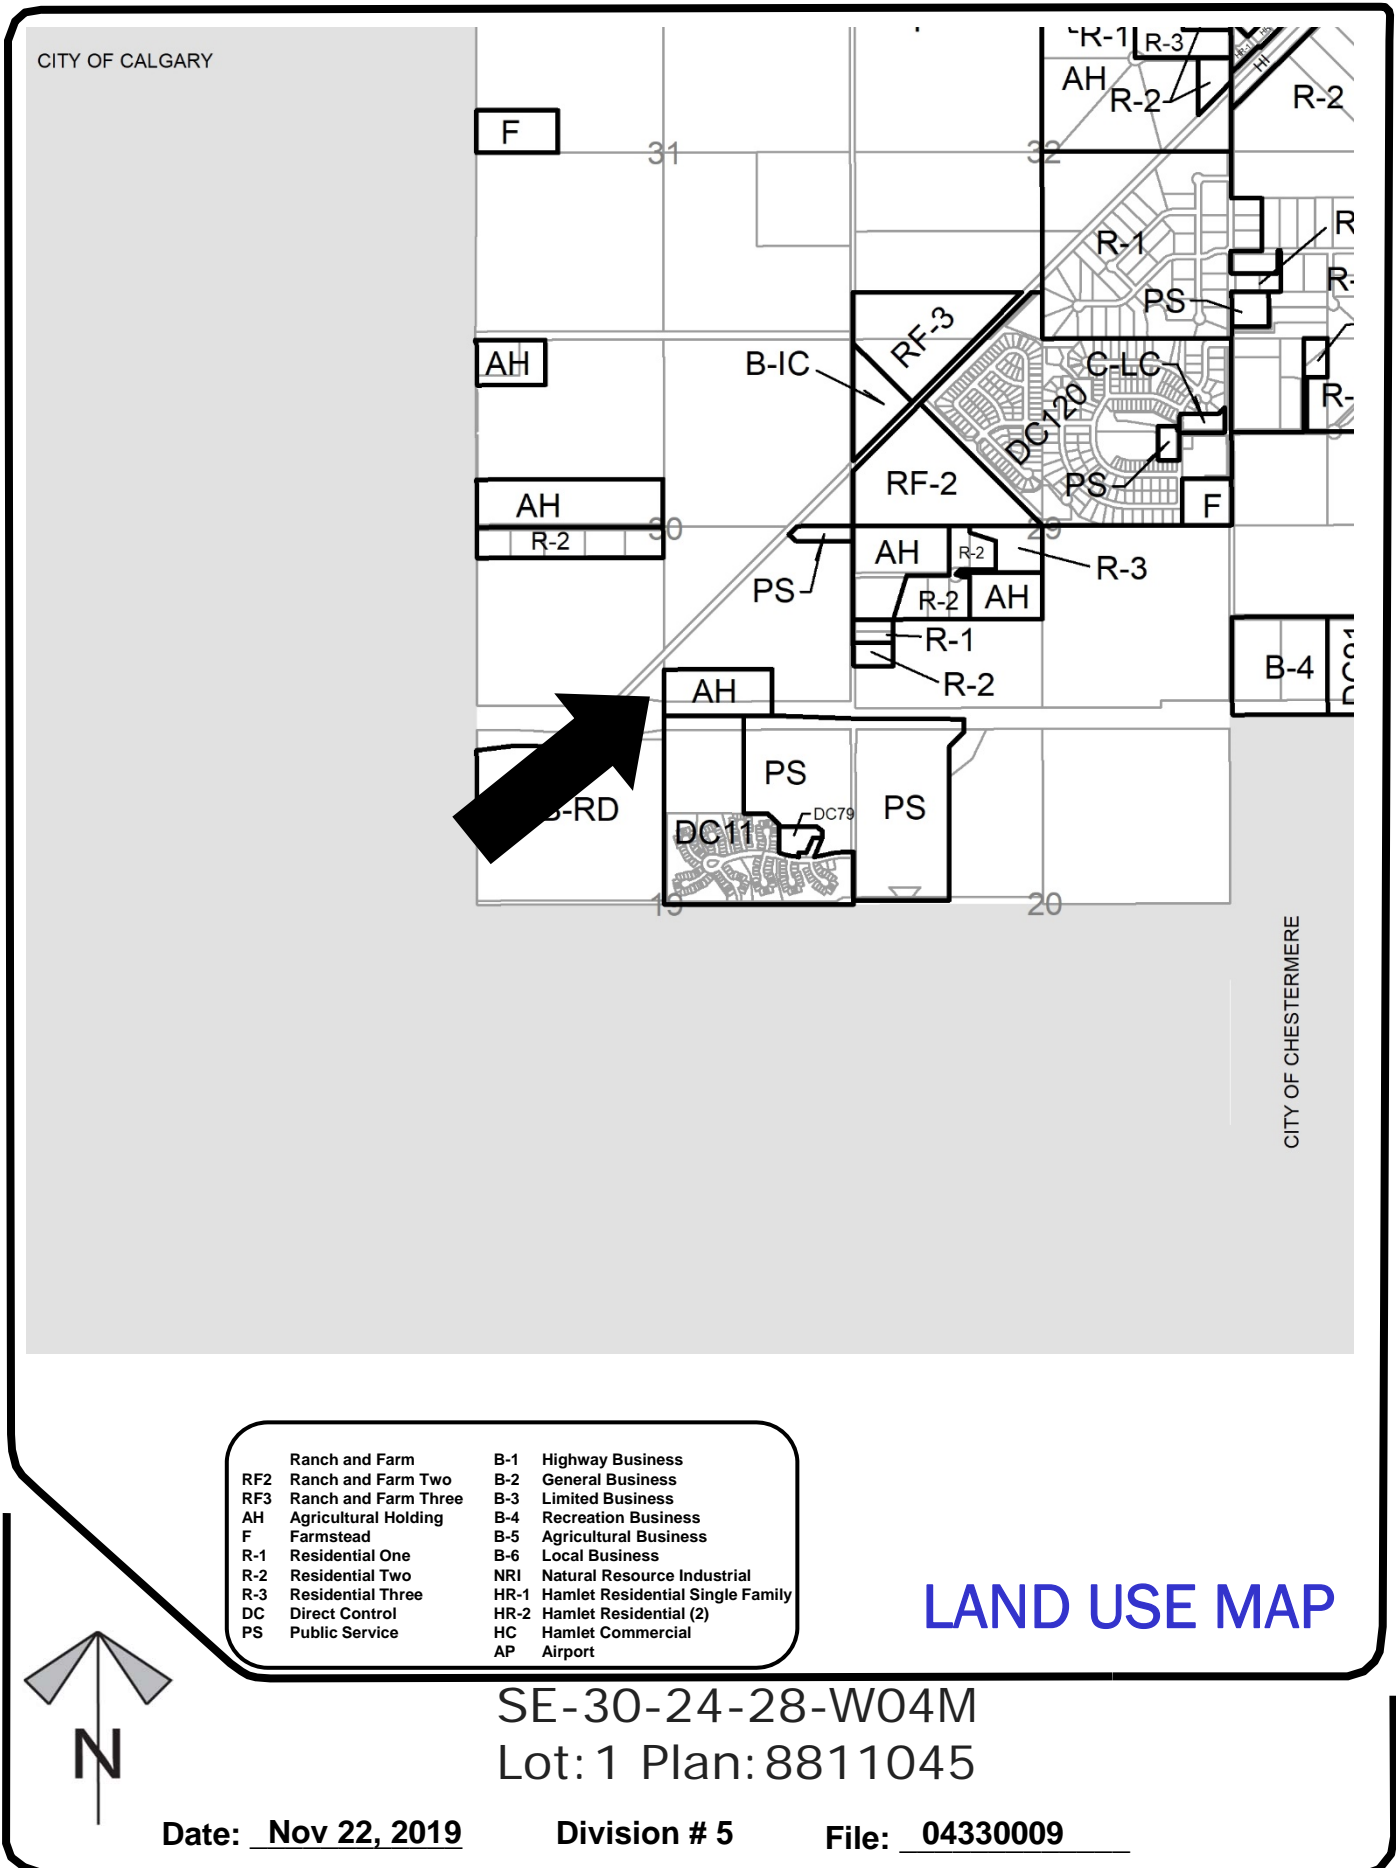 CITY OF CALGARY
R-1
R-3
HR-1
HI
AH
R-2
R-2
F
31
32
R-1
R
R-
PS
RF-3
B-IC
AH
C-LC
DC120
R-
RF-2
PS
F
AH
R-2
30
29
AH
R-2
R-3
PS
R-2
AH
R-1
R-2
B-4
AH
PS
PS
B-RD
DC79
DC11
19
20
CITY OF CHESTERMERE
Ranch and Farm
RF2 Ranch and Farm Two
RF3 Ranch and Farm Three
AH Agricultural Holding
F Farmstead
R-1 Residential One
R-2 Residential Two
R-3 Residential Three
DC Direct Control
PS Public Service
B-1 Highway Business
B-2 General Business
B-3 Limited Business
B-4 Recreation Business
B-5 Agricultural Business
B-6 Local Business
NRI Natural Resource Industrial
HR-1 Hamlet Residential Single Family
HR-2 Hamlet Residential (2)
HC Hamlet Commercial
AP Airport
LAND USE MAP
N
SE-30-24-28-W04M
Lot:1 Plan:8811045
Date: Nov 22, 2019 Division # 5 File: 04330009